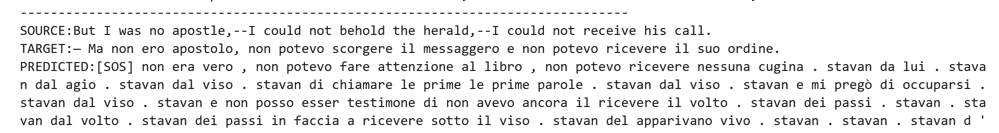 --------------------------------------------------------------------------------
SOURCE:But I was no apostle,--I could not behold the herald,--I could not receive his call.
TARGET:— Ma non ero apostolo, non potevo scorgere il messaggero e non potevo ricevere il suo ordine.
PREDICTED:[SOS] non era vero , non potevo fare attenzione al libro , non potevo ricevere nessuna cugina . stavan da lui . stava
n dal agio . stavan dal viso . stavan di chiamare le prime le prime parole . stavan dal viso . stavan e mi pregò di occuparsi .
stavan dal viso . stavan e non posso esser testimone di non avevo ancora il ricevere il volto . stavan dei passi . stavan . sta
van dal volto . stavan dei passi in faccia a ricevere sotto il viso . stavan del apparivano vivo . stavan . stavan . stavan d '